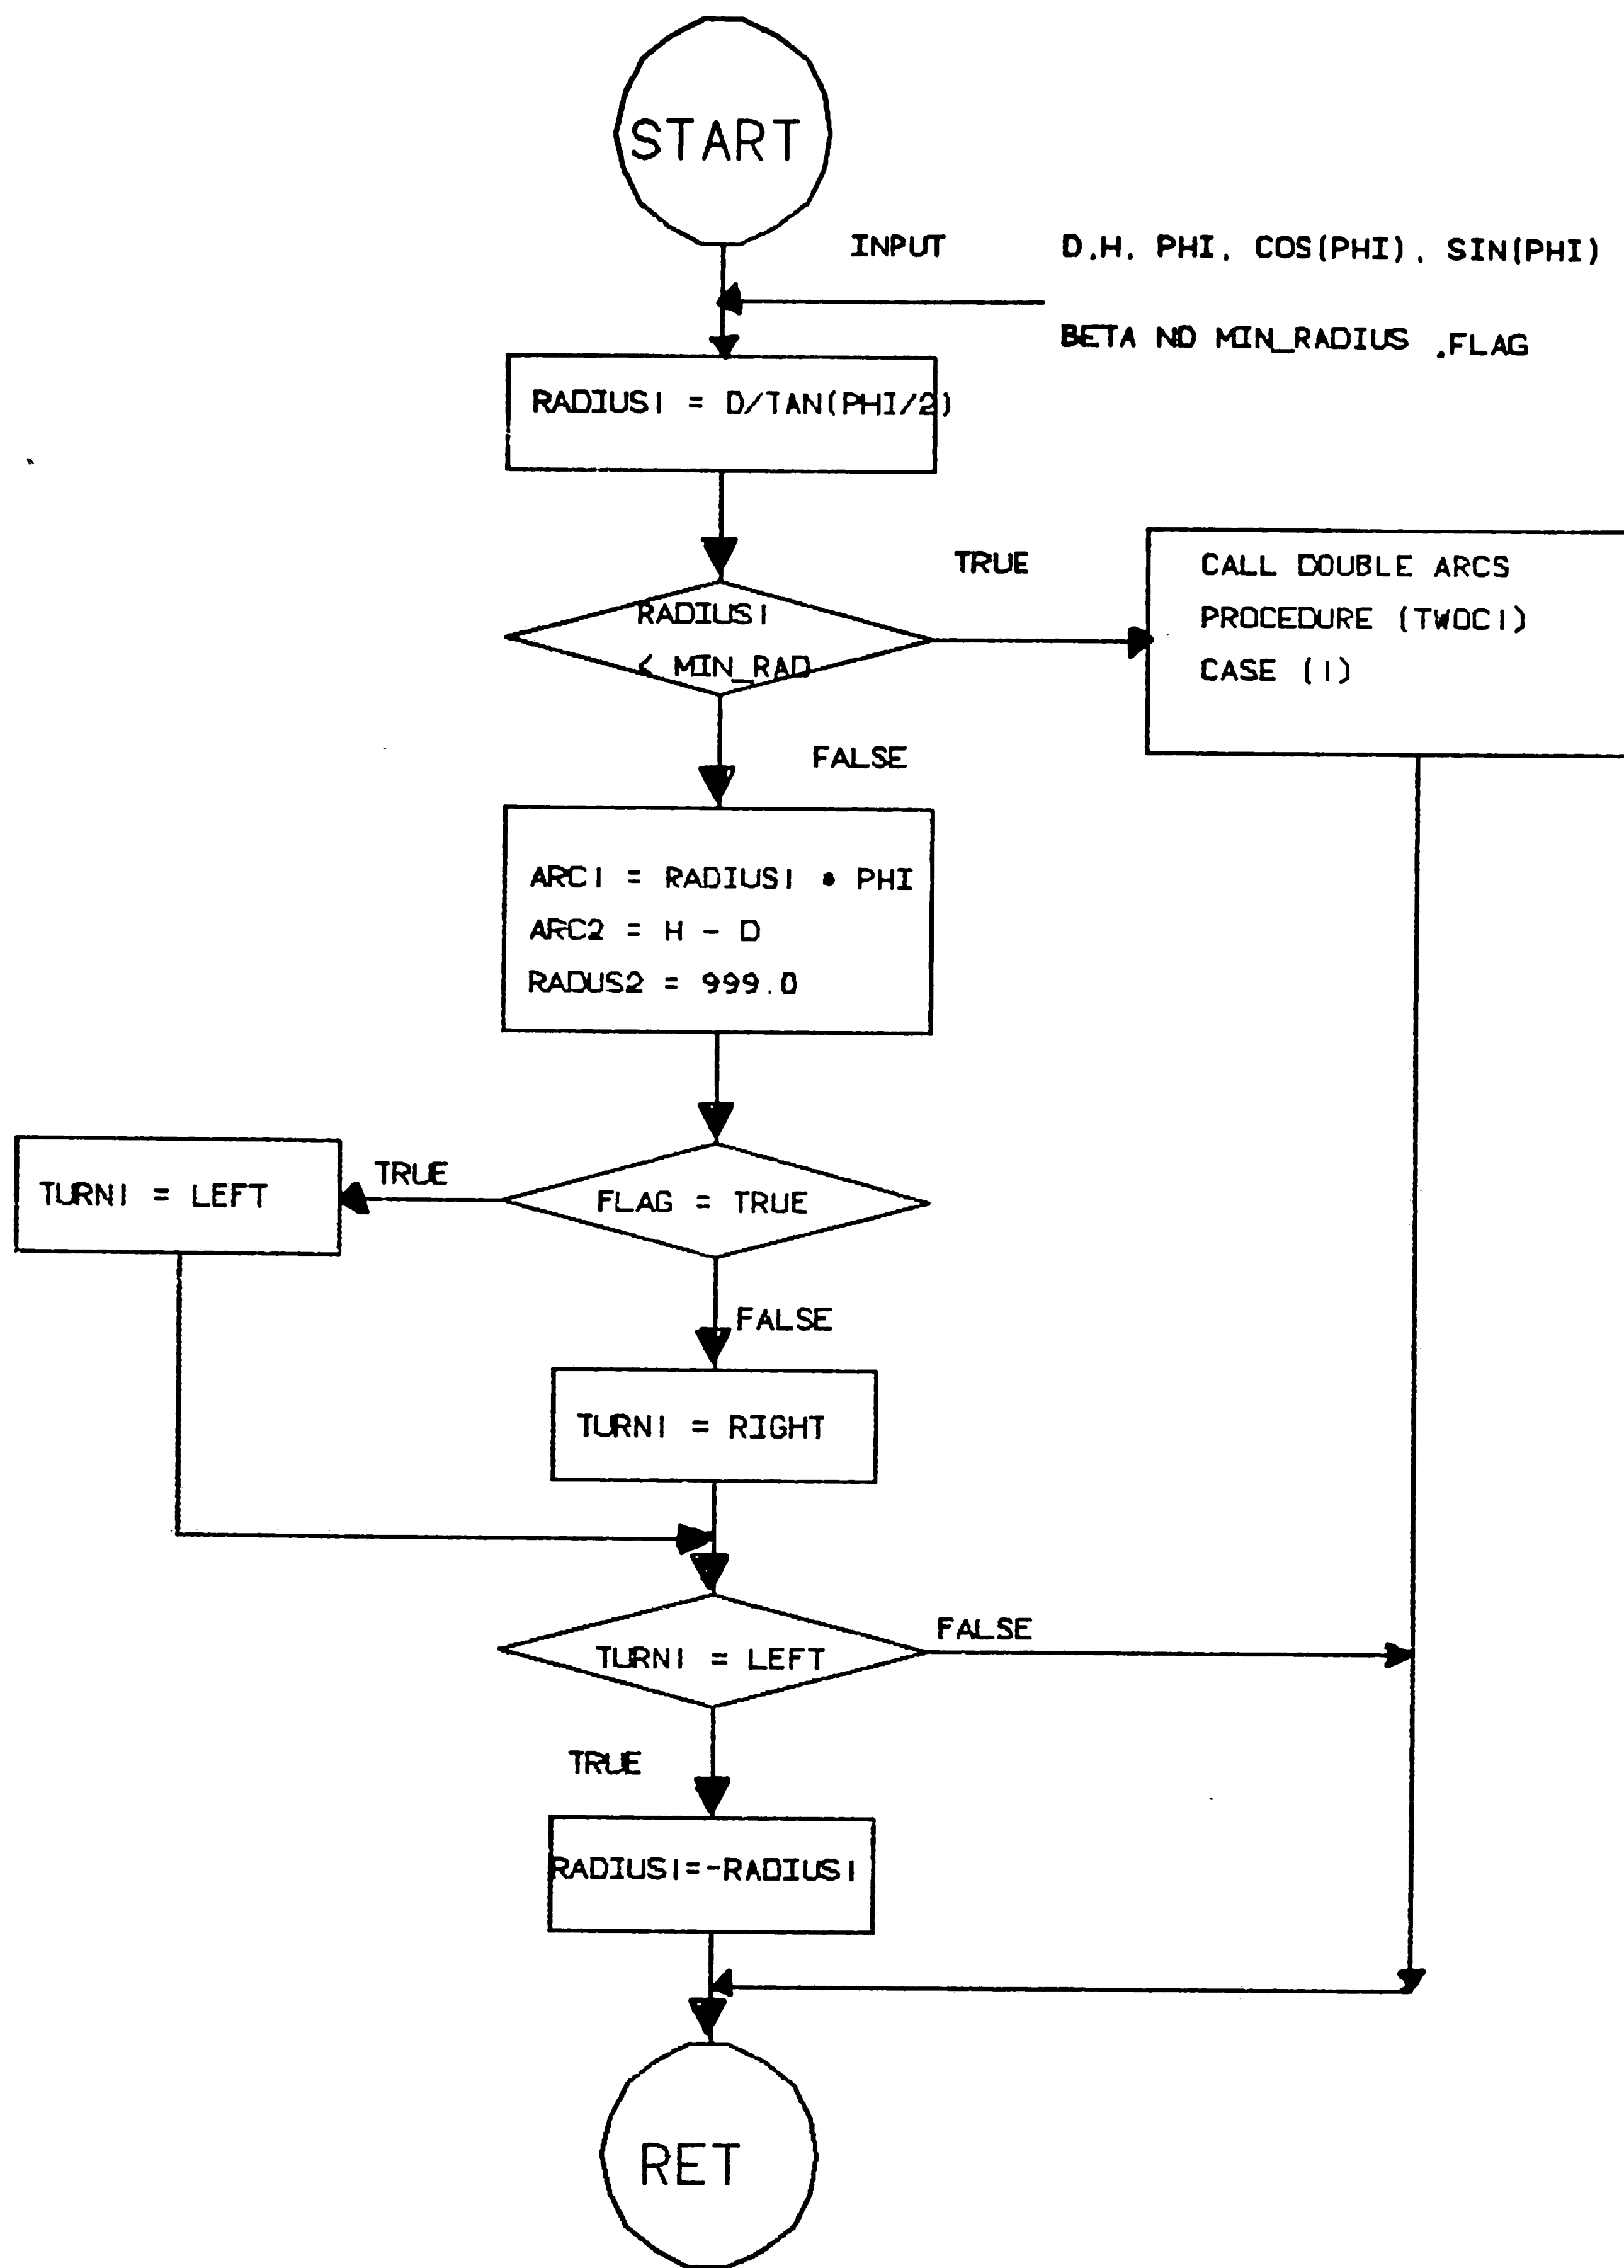 START
INPUT D.H. PHI. COS(PHI). SIN(PHI)
BETA NO MIN_RADIUS .FLAG
RADIUS1 = D/TAN(PHI/2)
TRUE
RADIUS1
< MIN_RAD
CALL DOUBLE ARCS
PROCEDURE (TWOC1)
CASE (1)
FALSE
ARC1 = RADIUS1 * PHI
ARC2 = H - D
RADUS2 = 999.0
TURN1 = LEFT
TRUE
FLAG = TRUE
FALSE
TURN1 = RIGHT
TURN1 = LEFT
FALSE
TRUE
RADIUS1=-RADIUS1
RET